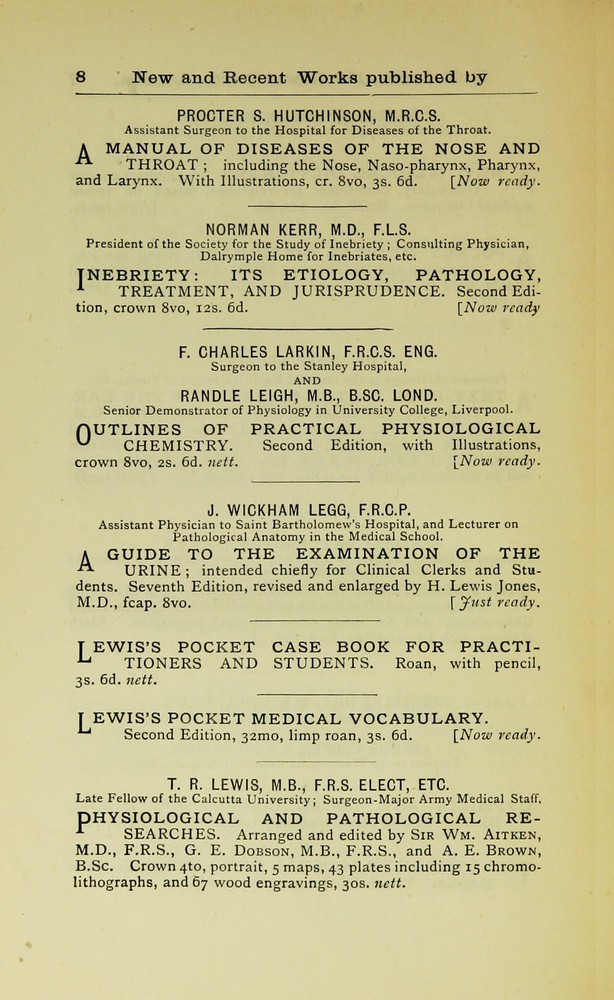 8 New and Recent Works published by
PROCTER S. HUTCHINSON, M.R.C.S.
Assistant Surgeon to the Hospital for Diseases of the Throat.
A MANUAL OF DISEASES OF THE NOSE AND
THROAT; including the Nose, Naso-pharynx, Pharynx,
and Larynx. With Illustrations, cr. 8vo, 3s. 6d. [Now ready.
NORMAN KERR, M.D., F.L.S.
President of the Society for the Study of Inebriety; Consulting Physician,
Dalrymple Home for Inebriates, etc.
INEBRIETY: ITS ETIOLOGY, PATHOLOGY,
TREATMENT, AND JURISPRUDENCE. Second Edi-
tion, crown 8vo, 12s. 6d. [Now ready
F. CHARLES LARKIN, F.R.C.S. ENG.
Surgeon to the Stanley Hospital,
AND
RANDLE LEIGH, M.B., B.SC. LOND.
Senior Demonstrator of Physiology in University College, Liverpool.
OUTLINES OF PRACTICAL PHYSIOLOGICAL
CHEMISTRY. Second Edition, with Illustrations,
crown 8vo, 2s. 6d. nett. [Now ready.
J. WICKHAM LEGG, F.R.C.P.
Assistant Physician to Saint Bartholomew's Hospital, and Lecturer on
Pathological Anatomy in the Medical School.
A GUIDE TO THE EXAMINATION OF THE
URINE; intended chiefly for Clinical Clerks and Stu-
dents. Seventh Edition, revised and enlarged by H. Lewis Jones,
M.D., fcap. 8vo. [Just ready.
LEWIS'S POCKET CASE BOOK FOR PRACTI-
TIONERS AND STUDENTS. Roan, with pencil,
3s. 6d. nett.
LEWIS'S POCKET MEDICAL VOCABULARY.
Second Edition, 32mo, limp roan, 3s. 6d. [Now ready.
T. R. LEWIS, M.B., F.R.S. ELECT, ETC.
Late Fellow of the Calcutta University; Surgeon-Major Army Medical Staff.
PHYSIOLOGICAL AND PATHOLOGICAL RE-
SEARCHES. Arranged and edited by SIR WM. AITKEN,
M.D., F.R.S., G. E. DOBSON, M.B., F.R.S., and A. E. BROWN,
B.Sc. Crown 4to, portrait, 5 maps, 43 plates including 15 chromo-
lithographs, and 67 wood engravings, 30s. nett.